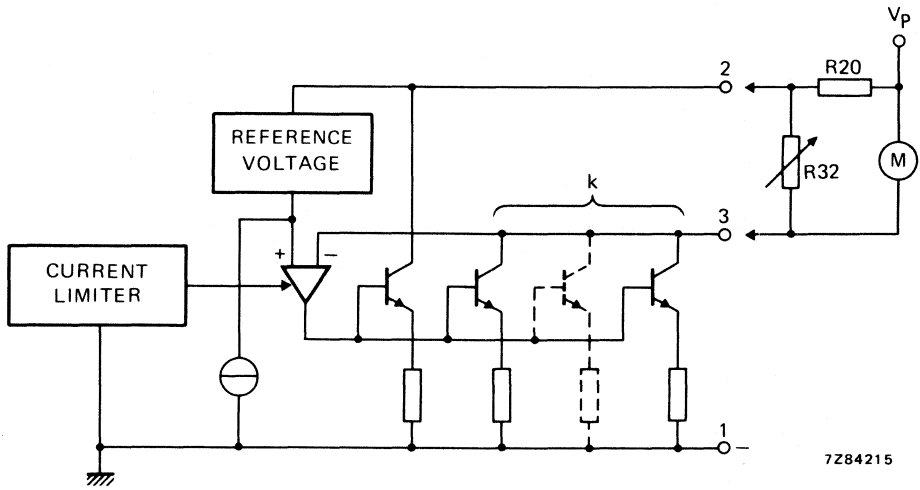 Vp
2
R20
REFERENCE
VOLTAGE
R32
M
k
3
+
−
CURRENT
LIMITER
1
−
7Z84215